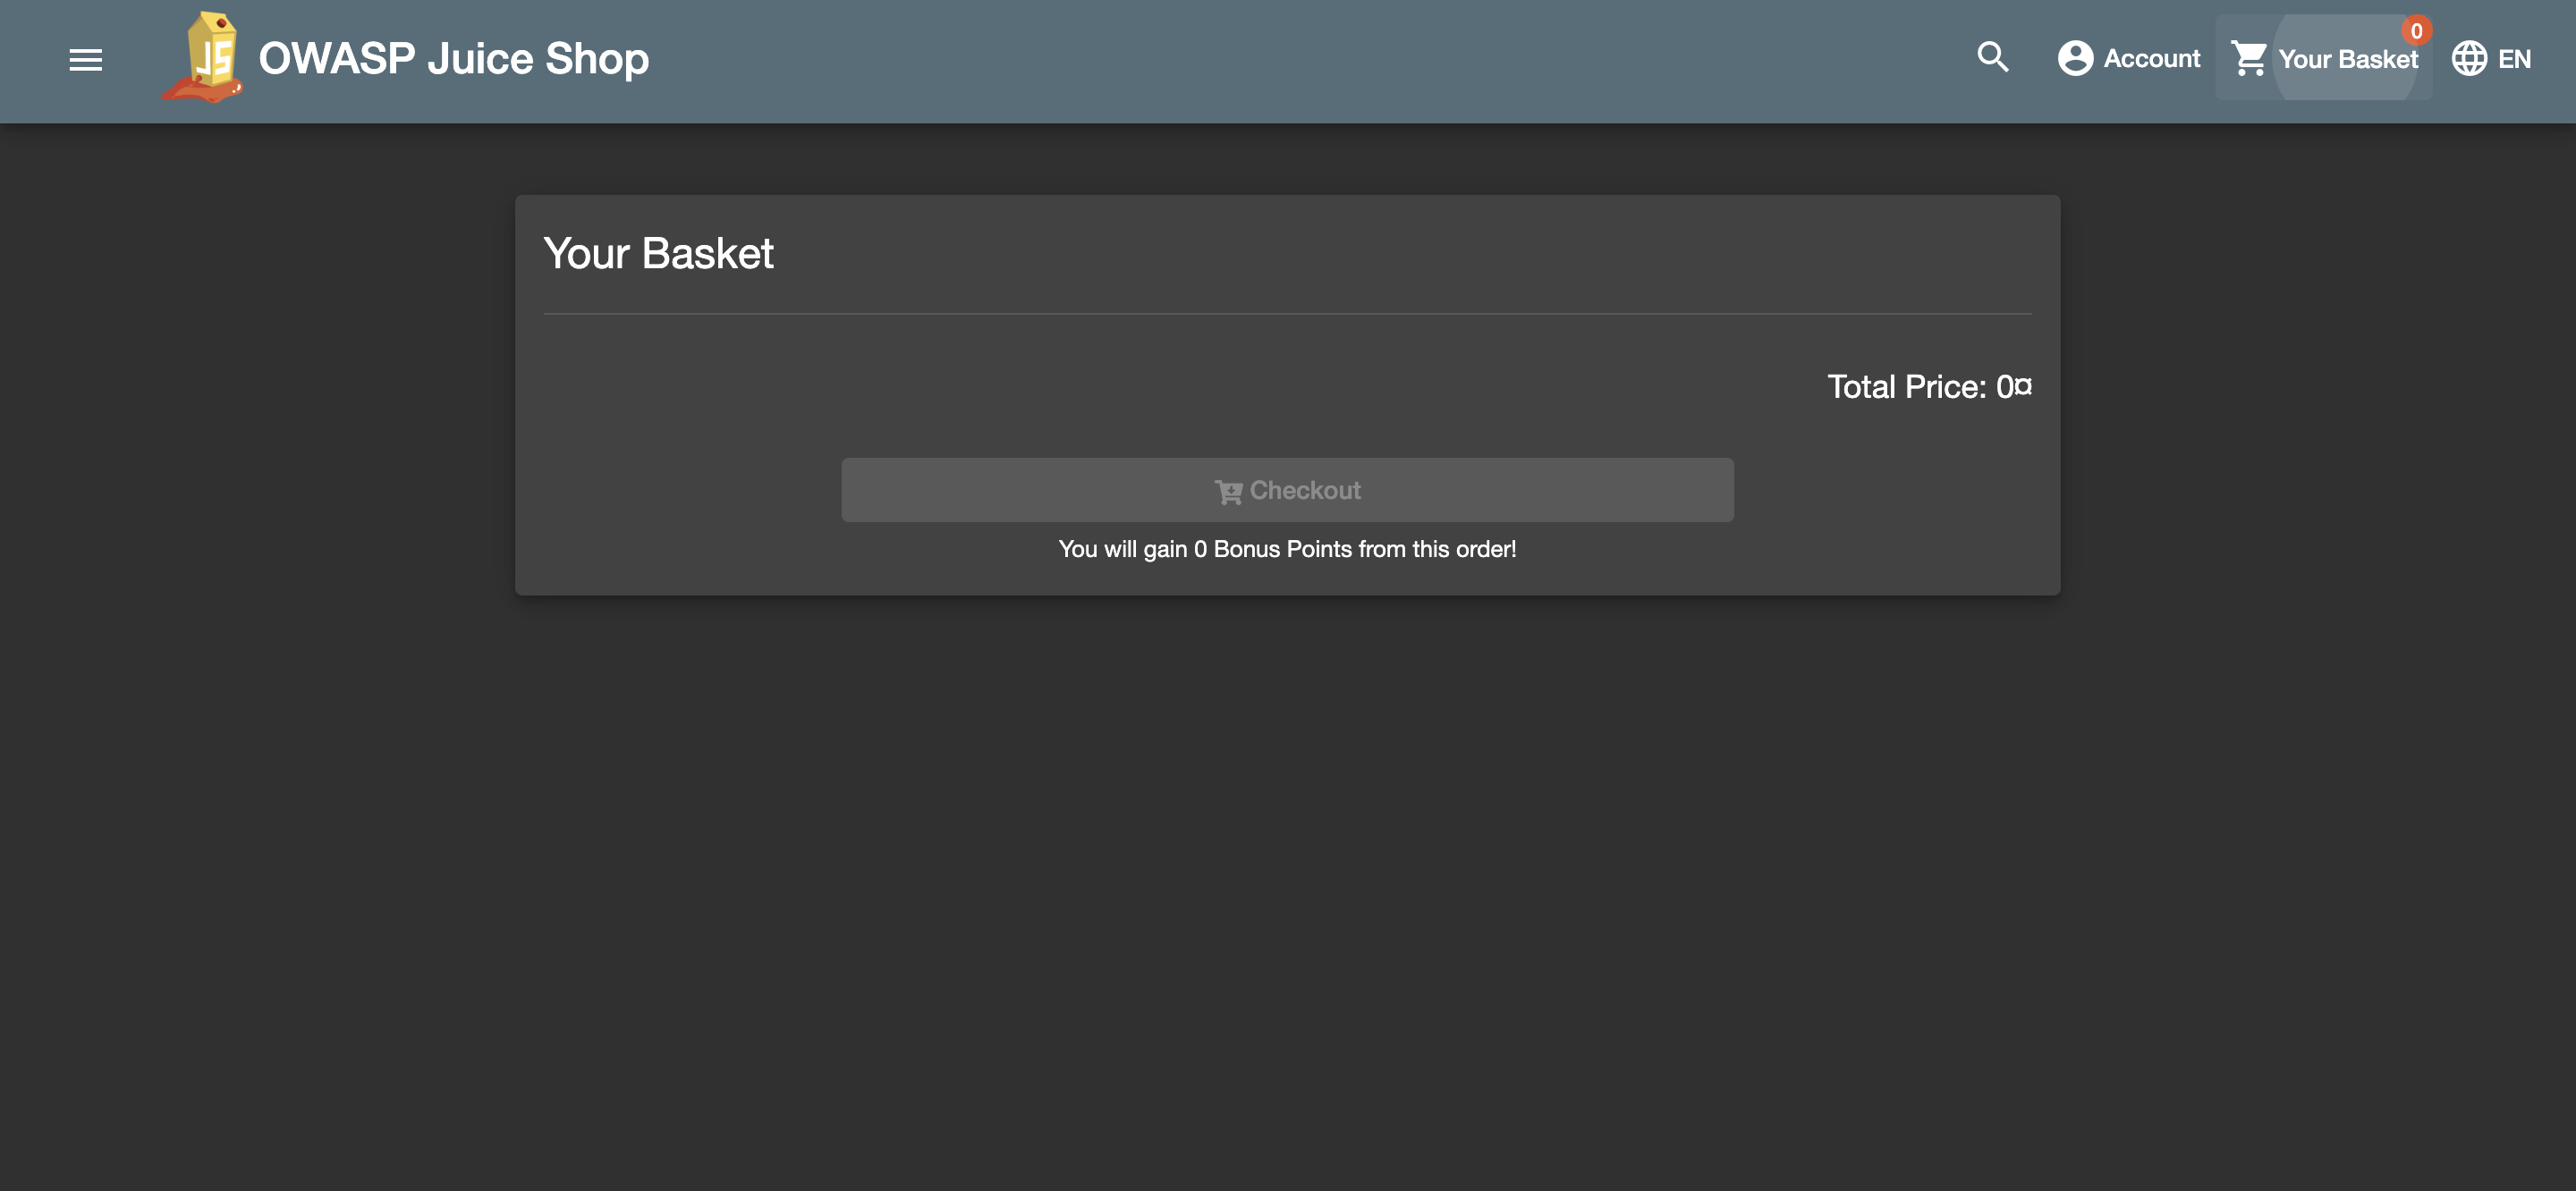 JS OWASP Juice Shop Account Your Basket 0 EN
Your Basket
Total Price: 0¤
Checkout
You will gain 0 Bonus Points from this order!